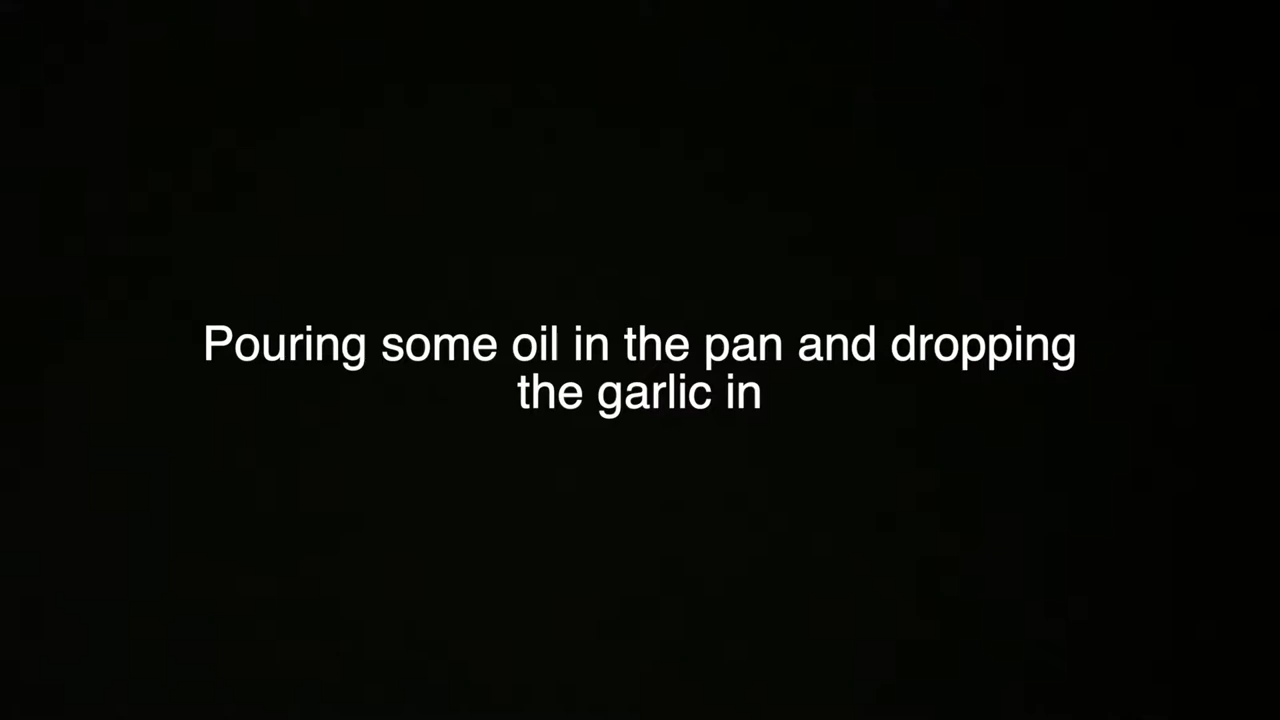 Pouring some oil in the pan and dropping
the garlic in